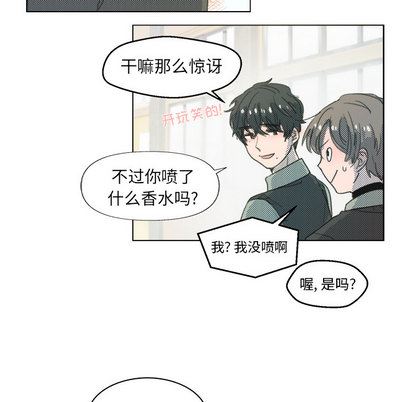 干嘛那么惊讶
开玩笑的!
不过你喷了
什么香水吗?
我? 我没喷啊
喔, 是吗?